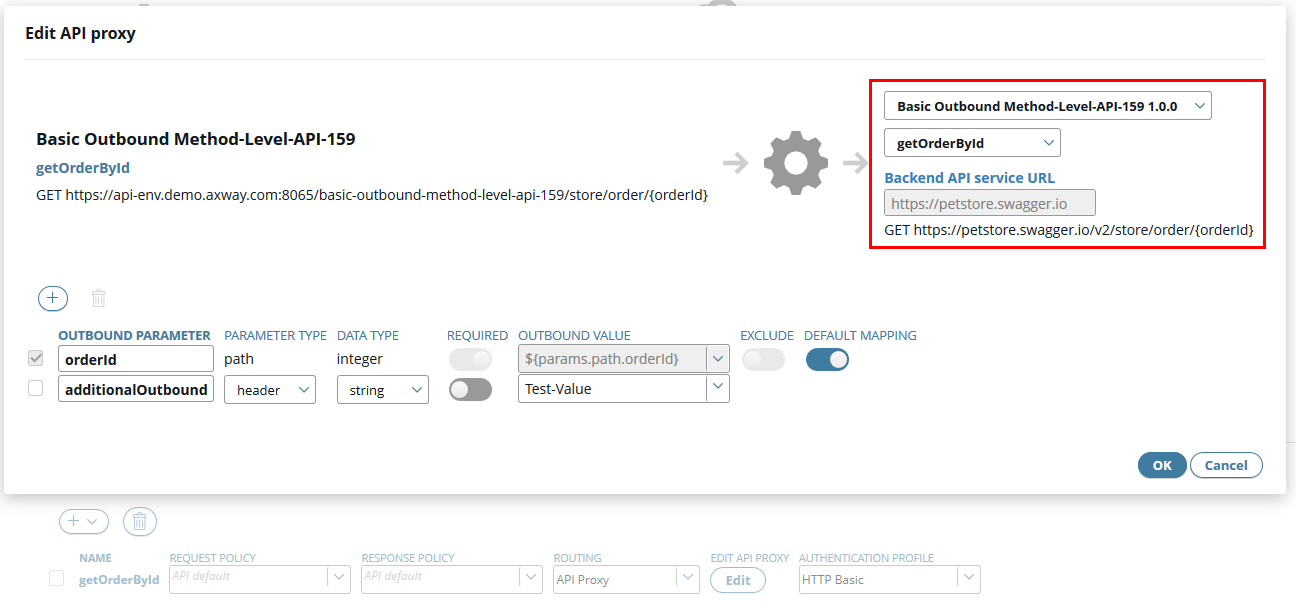 Edit API proxy
Basic Outbound Method-Level-API-159
getOrderById
GET https://api-env.demo.axway.com:8065/basic-outbound-method-level-api-159/store/order/{orderId}
Basic Outbound Method-Level-API-159 1.0.0
getOrderById
Backend API service URL
https://petstore.swagger.io
GET https://petstore.swagger.io/v2/store/order/{orderId}
OUTBOUND PARAMETER PARAMETER TYPE DATA TYPE REQUIRED OUTBOUND VALUE EXCLUDE DEFAULT MAPPING
orderId path integer ${params.path.orderId}
additionalOutbound header string Test-Value
OK Cancel
NAME REQUEST POLICY RESPONSE POLICY ROUTING EDIT API PROXY AUTHENTICATION PROFILE
getOrderById API default API default API Proxy Edit HTTP Basic